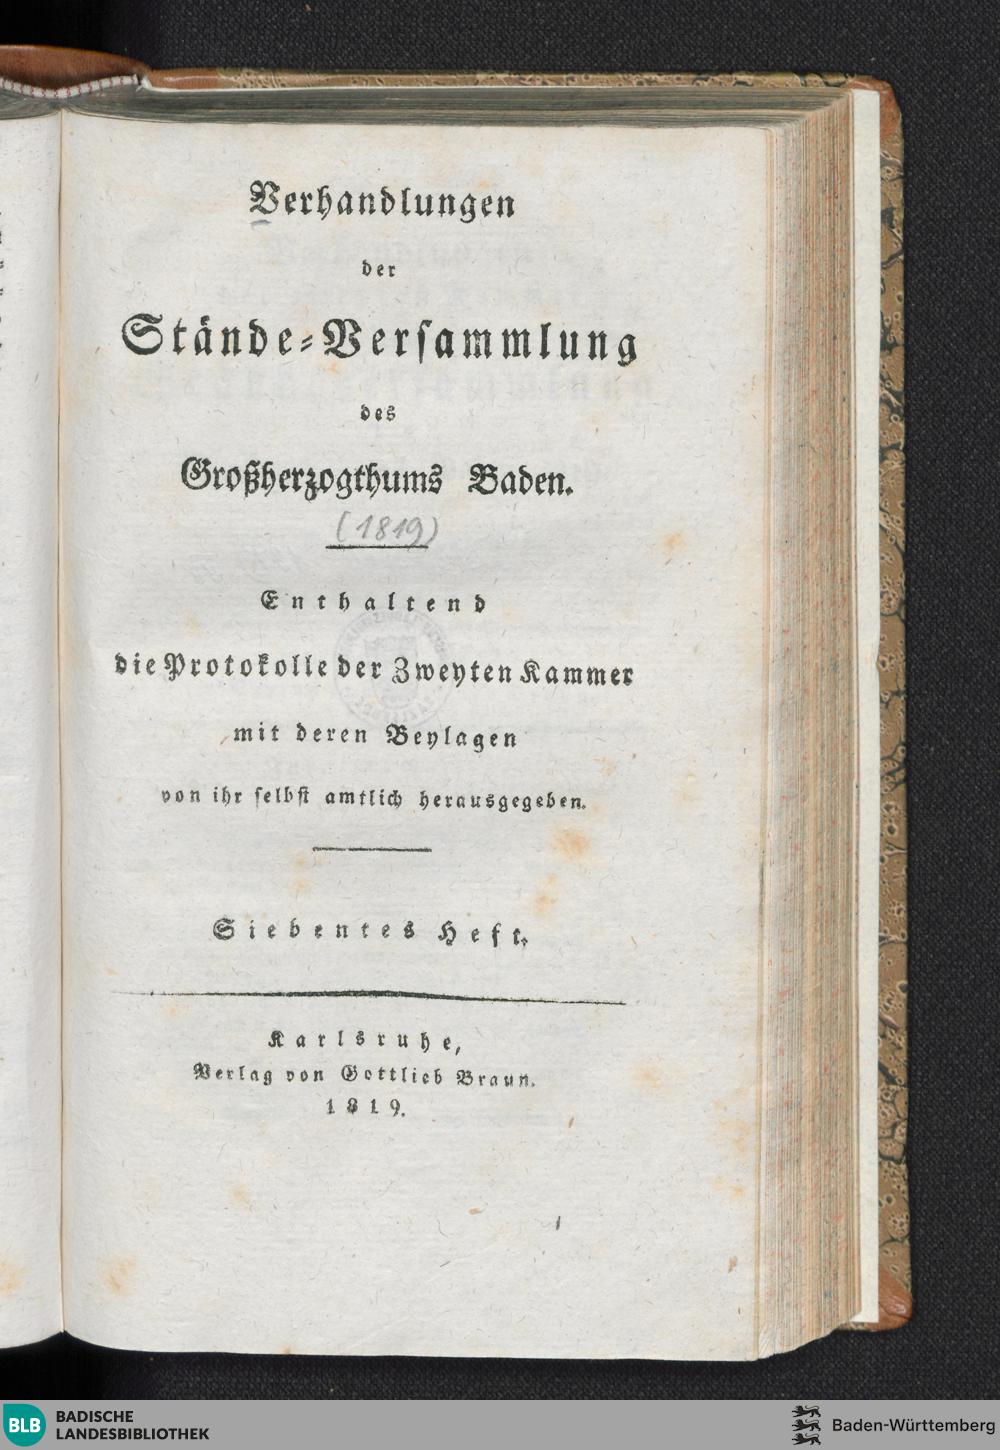 Verhandlungen
der
Stände-Versammlung
des
Großherzogthums Baden.
(1819)
Enthaltend
die Protokolle der Zweyten Kammer
mit deren Beylagen
von ihr selbst amtlich herausgegeben.
Siebentes Heft.
Karlsruhe,
Verlag von Gottlieb Braun.
1819.
BLB
BADISCHE
LANDESBIBLIOTHEK
Baden-Württemberg